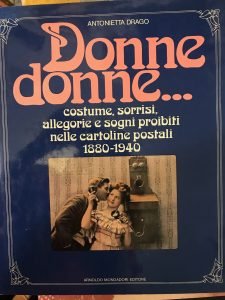 ANTONIETTA DRAGO
Donne
donne...
costume, sorrisi,
allegorie e sogni proibiti
nelle cartoline postali
1880-1940
ARNOLDO MONDADORI EDITORE